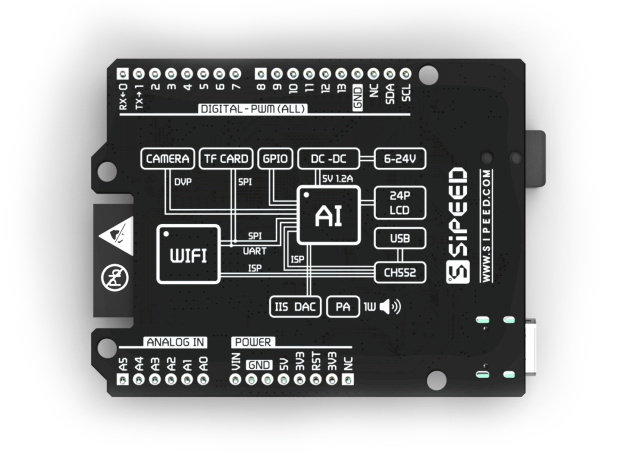 RX←0 TX→1 2 3 4 5 6 7 8 9 10 11 12 13 GND NC SDA SCL
DIGITAL-PWM(ALL)
CAMERA TF CARD GPIO DC-DC 6-24V
DVP SPI 5V 1.2A
AI
24P
LCD
WIFI
SPI
UART
USB
ISP ISP CH552
IIS DAC PA 1W
SiPEED
WWW.SIPEED.COM
ANALOG IN POWER
A5 A4 A3 A2 A1 A0 VIN GND 5V 3V3 RST 3V3 NC